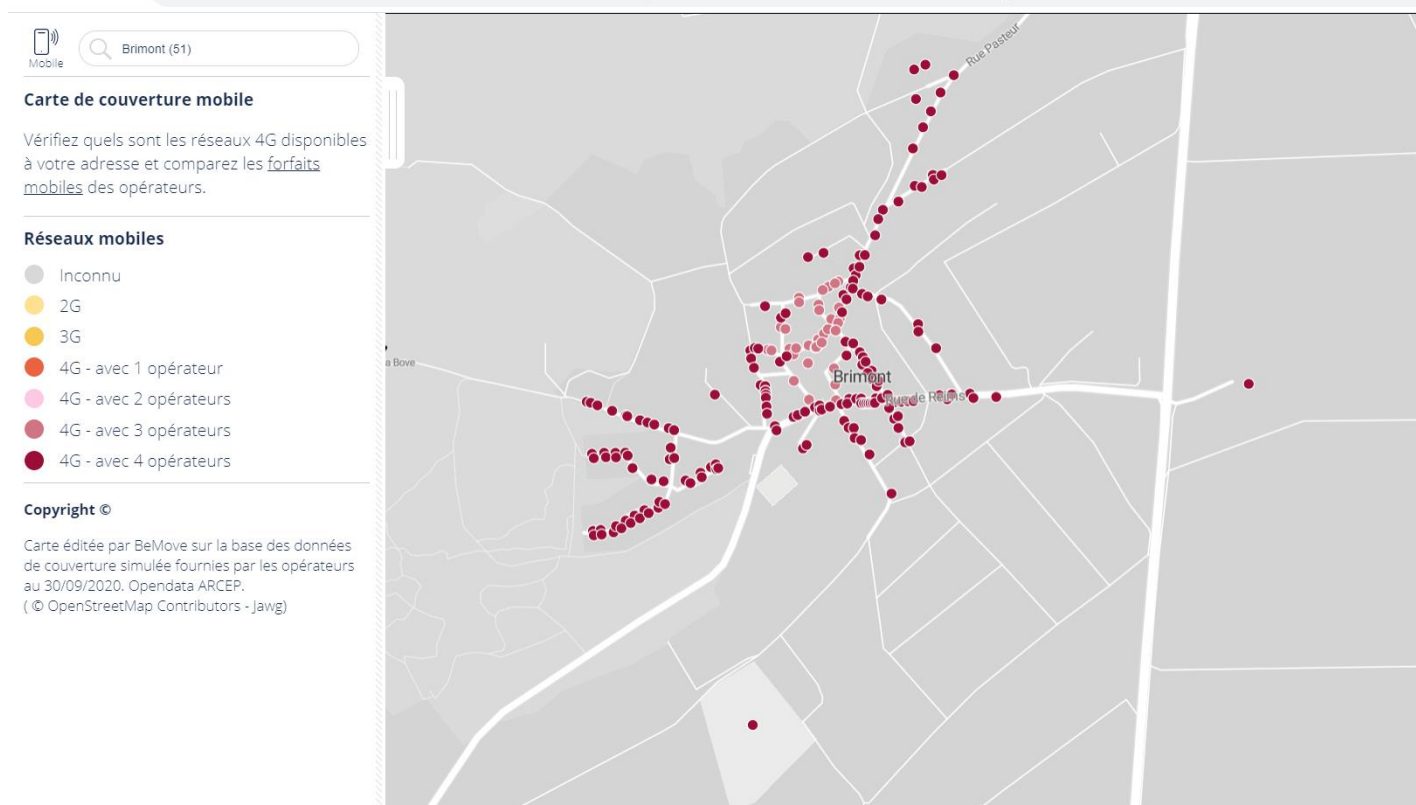 Mobile
Brimont (51)
Carte de couverture mobile
Vérifiez quels sont les réseaux 4G disponibles
à votre adresse et comparez les forfaits
mobiles des opérateurs.
Réseaux mobiles
Inconnu
2G
3G
4G - avec 1 opérateur
4G - avec 2 opérateurs
4G - avec 3 opérateurs
4G - avec 4 opérateurs
Copyright ©
Carte éditée par BeMove sur la base des données
de couverture simulée fournies par les opérateurs
au 30/09/2020. Opendata ARCEP.
( © OpenStreetMap Contributors - Jawg)
Rue Pasteur
a Bove
Brimont
Rue de Reims